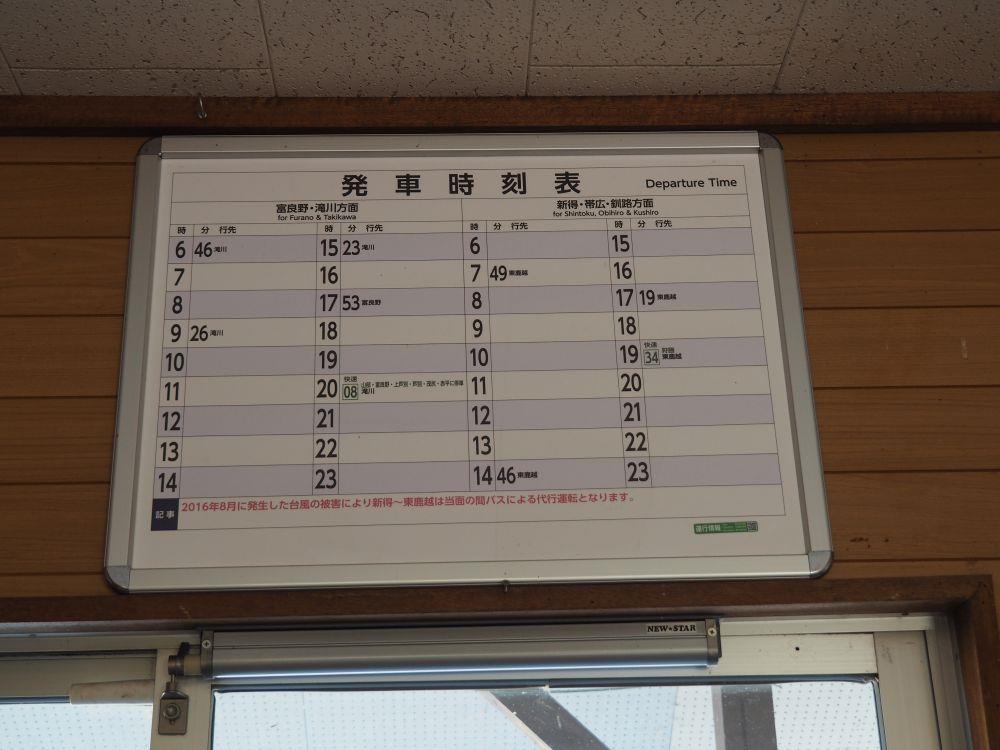 発車時刻表 Departure Time
富良野・滝川方面 新得・帯広・釧路方面
for Furano & Takikawa for Shintoku, Obihiro & Kushiro
時 分 行先 時 分 行先 時 分 行先 時 分 行先
6 46 滝川 15 23 滝川 6 15
7 16 7 49 東鹿越 16
8 17 53 富良野 8 17 19 東鹿越
9 26 滝川 18 9 18
10 19 10 19 快速 34 東鹿越
11 20 快速 08 滝川 11 20
12 21 12 21
13 22 13 22
14 23 14 46 東鹿越 23
記事 2016年8月に発生した台風の被害により新得～東鹿越は当面の間バスによる代行運転となります。
運行情報
NEW★STAR